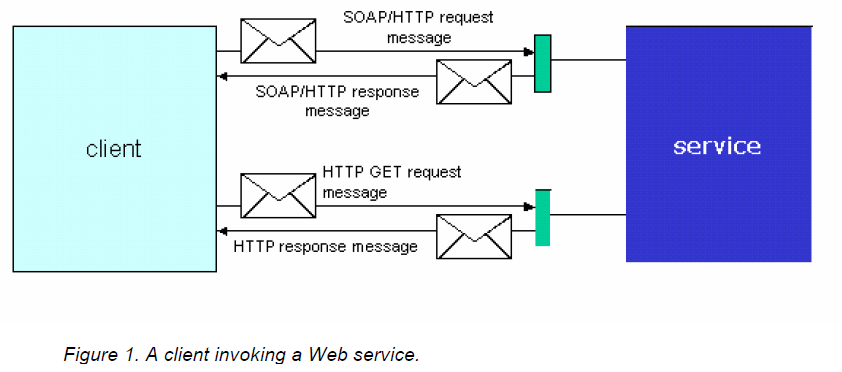 SOAP/HTTP request
message
SOAP/HTTP response
message
client
service
HTTP GET request
message
HTTP response message
Figure 1. A client invoking a Web service.